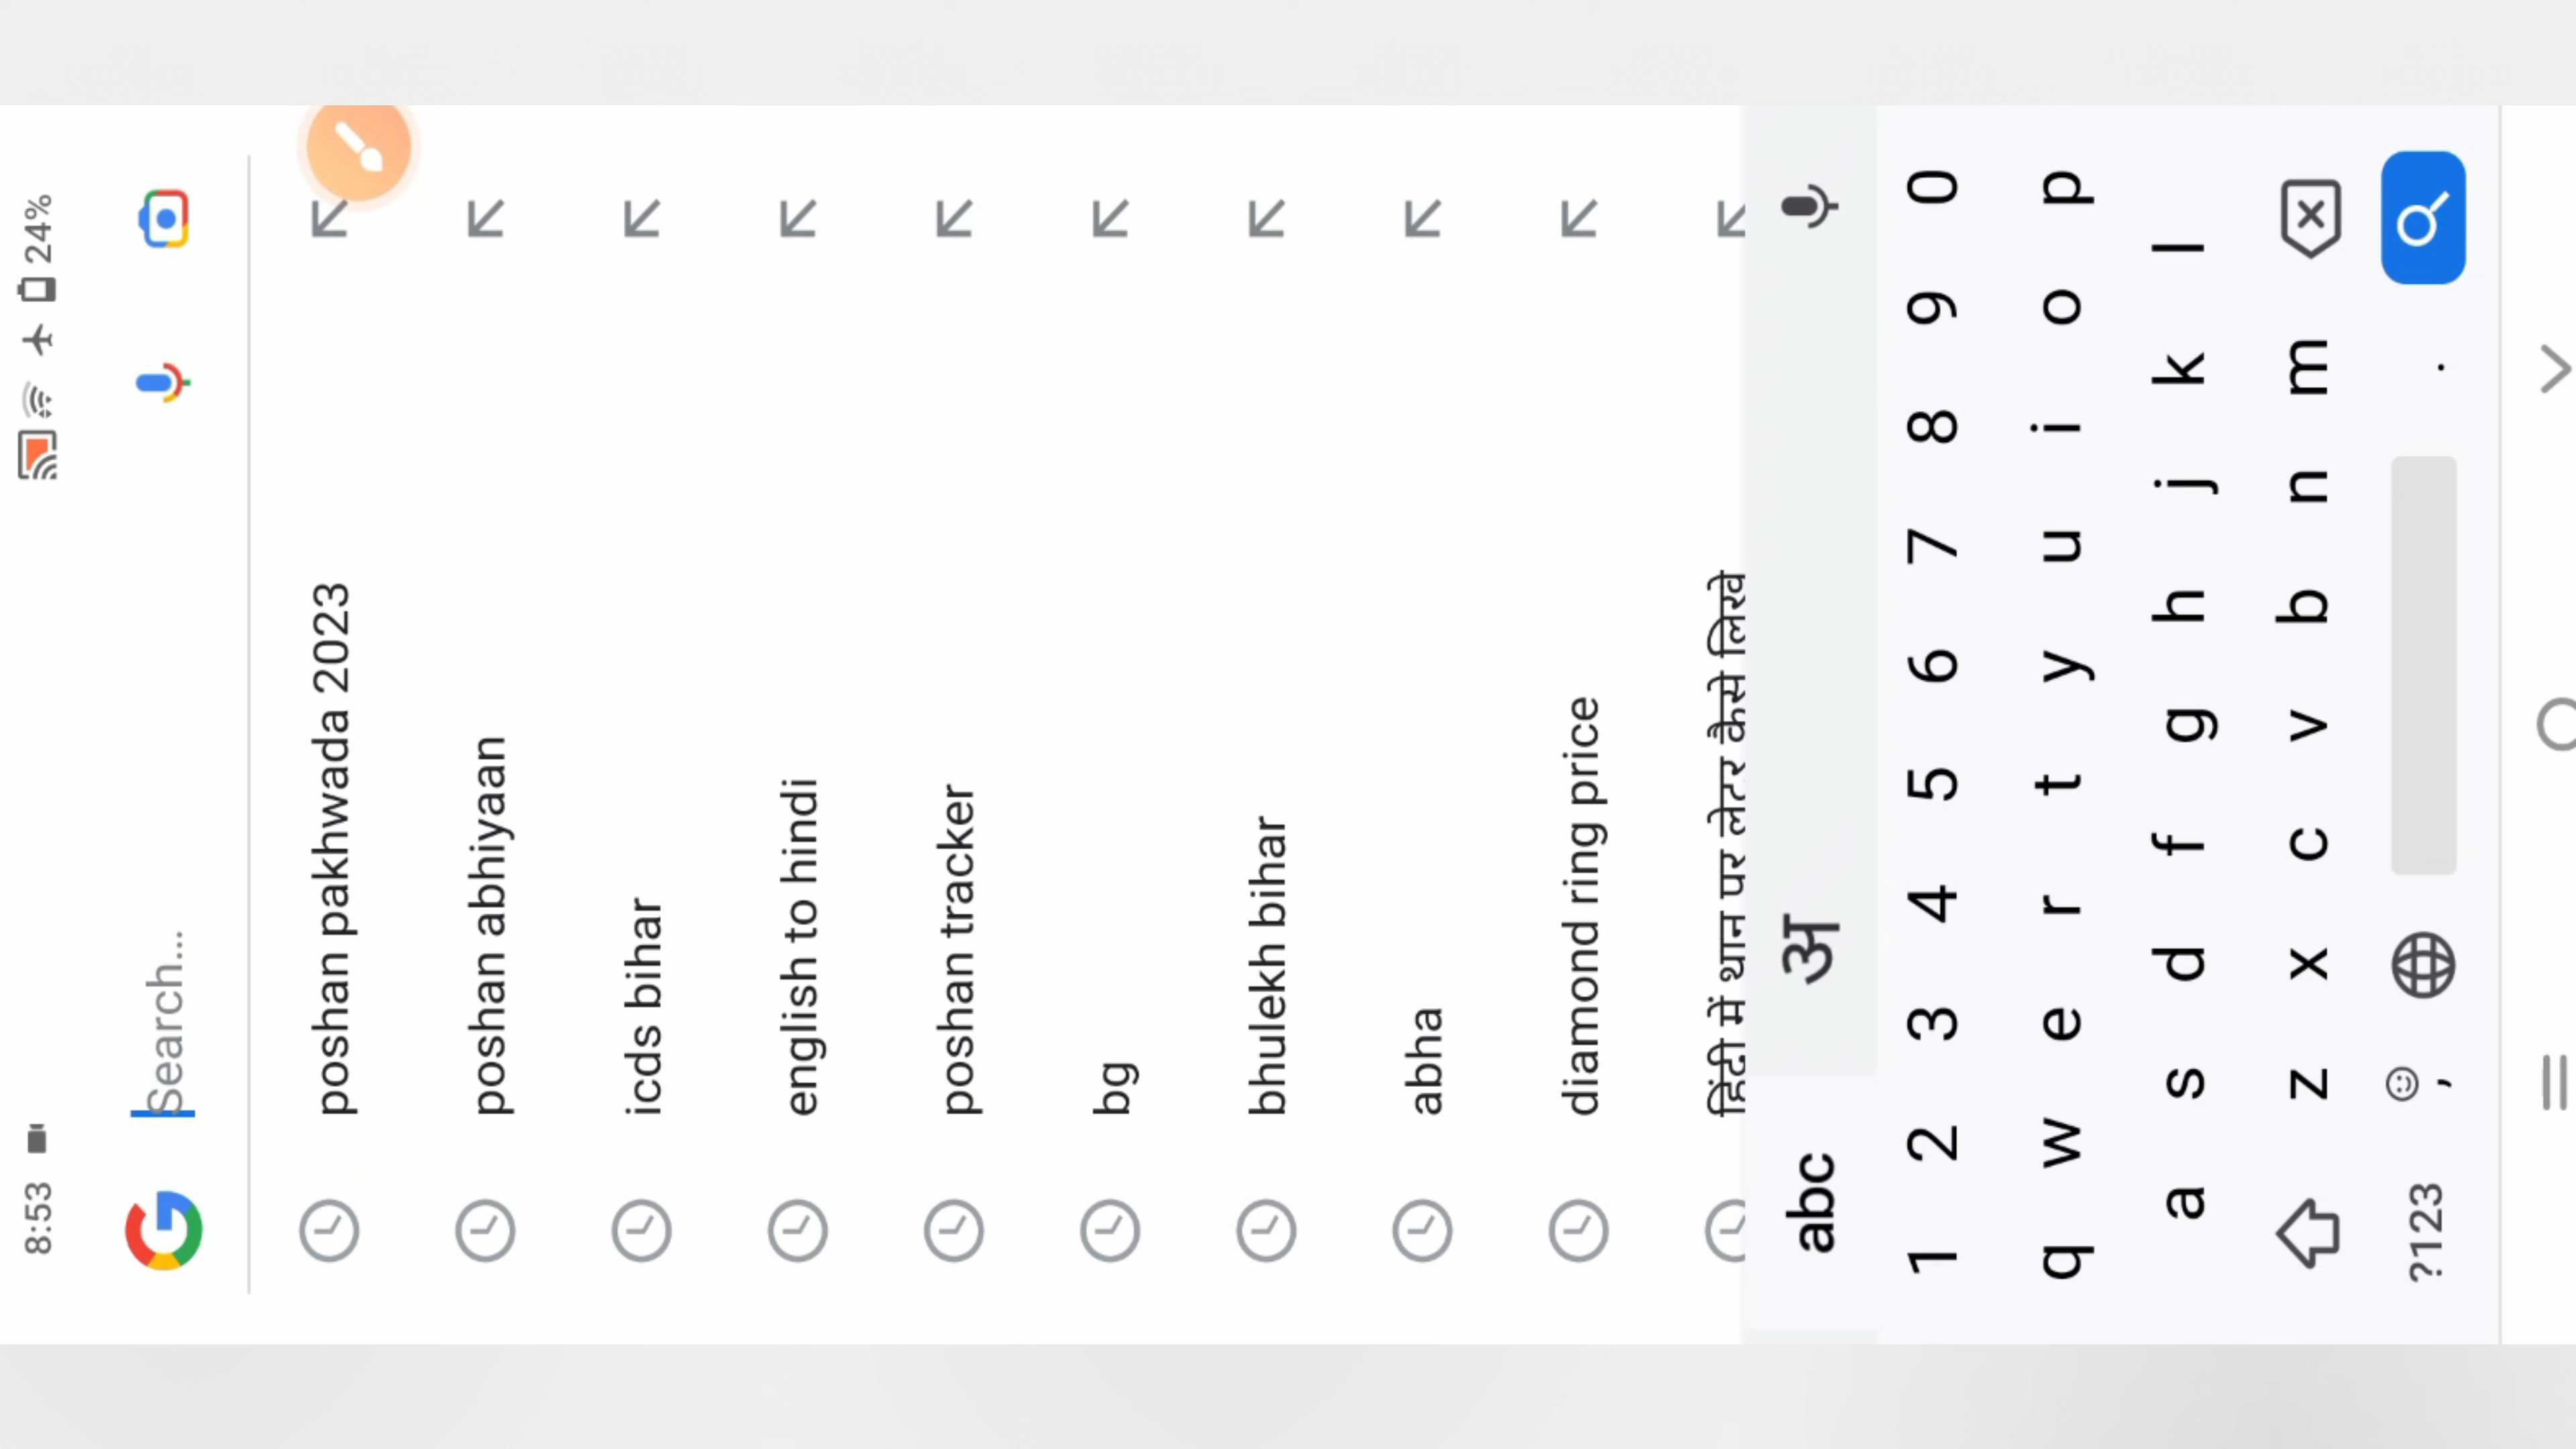 8:53 24%
Search...
poshan pakhwada 2023
poshan abhiyaan
icds bihar
english to hindi
poshan tracker
bg
bhulekh bihar
abha
diamond ring price
हिंदी में थान पर लेटर कैसे लिखे
abc अ
1 2 3 4 5 6 7 8 9 0
q w e r t y u i o p
a s d f g h j k l
z x c v b n m
?123 , .